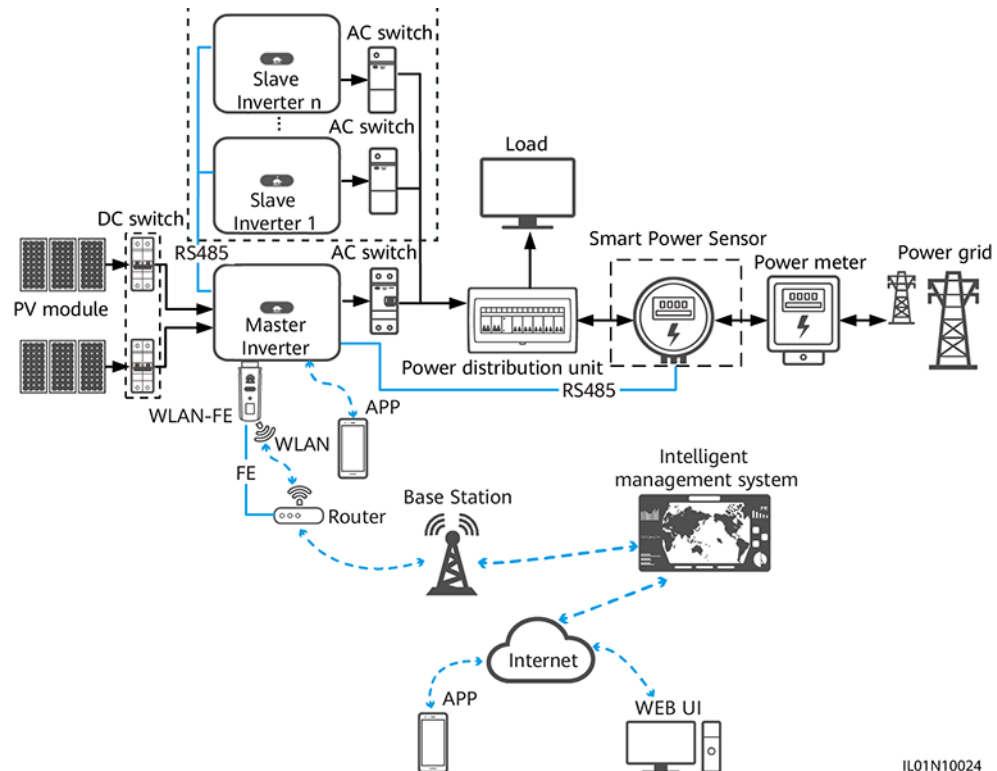 AC switch
Slave
Inverter n
AC switch
Slave
Inverter 1
Load
DC switch
RS485
AC switch
Smart Power Sensor
Power meter
Power grid
PV module
Master
Inverter
Power distribution unit
RS485
WLAN-FE
APP
WLAN
FE
Router
Base Station
Intelligent
management system
Internet
APP
WEB UI
IL01N10024